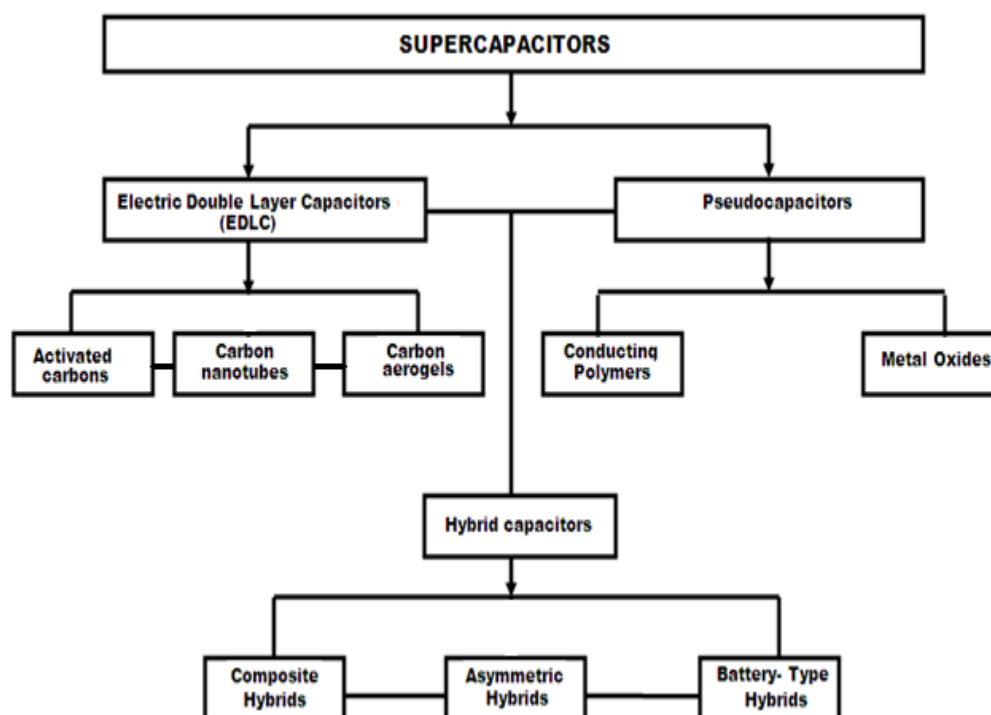 SUPERCAPACITORS
Electric Double Layer Capacitors
(EDLC)
Pseudocapacitors
Activated
carbons
Carbon
nanotubes
Carbon
aerogels
Conducting
Polymers
Metal Oxides
Hybrid capacitors
Composite
Hybrids
Asymmetric
Hybrids
Battery- Type
Hybrids